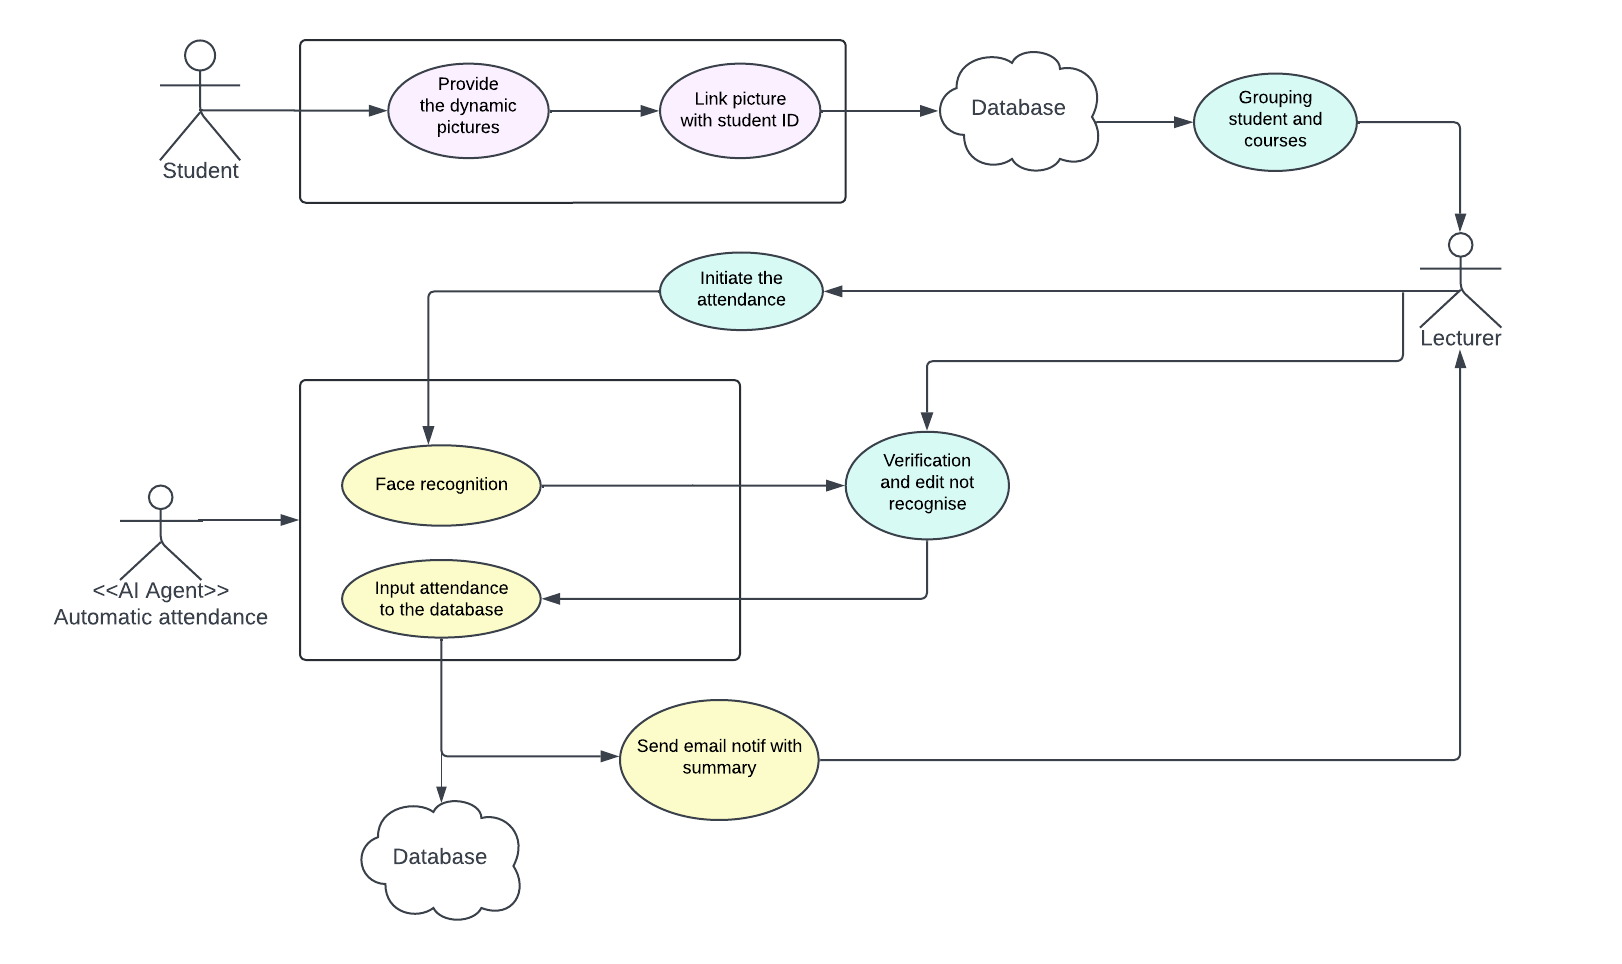 Student
Provide
the dynamic
pictures
Link picture
with student ID
Database
Grouping
student and
courses
Lecturer
Initiate the
attendance
Face recognition
Verification
and edit not
recognise
<<AI Agent>>
Automatic attendance
Input attendance
to the database
Send email notif with
summary
Database